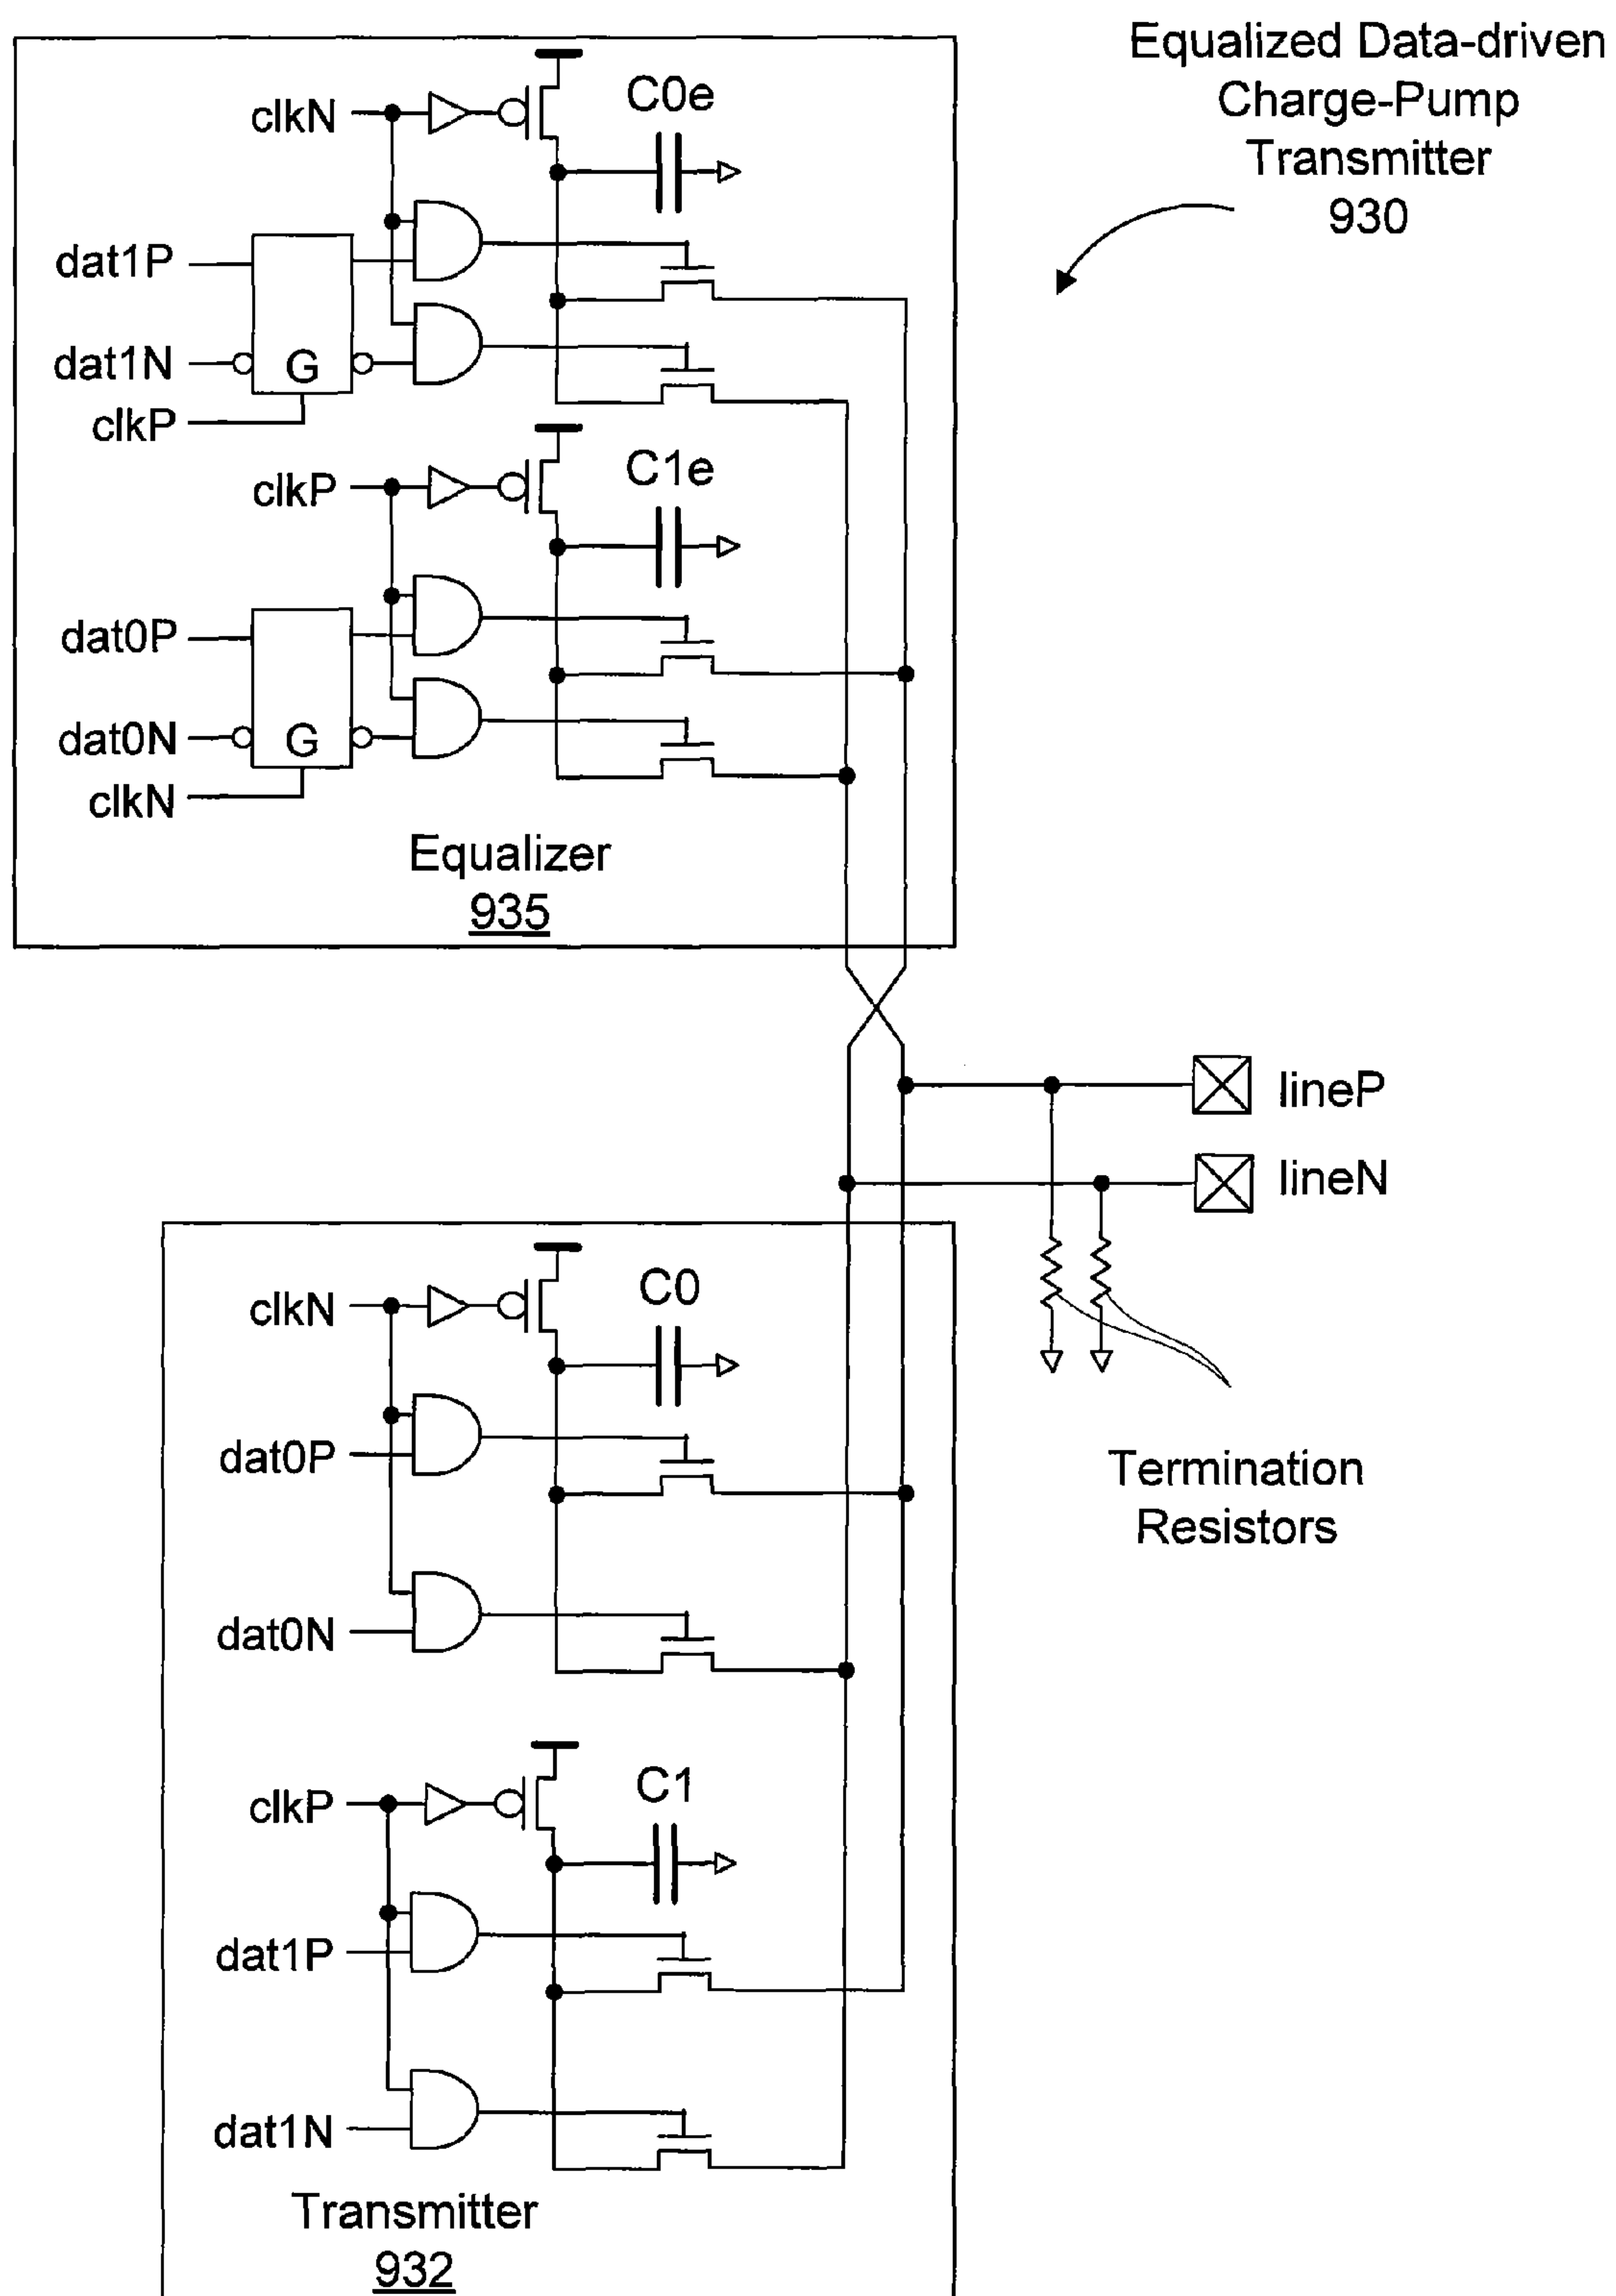 Equalized Data-driven
Charge-Pump
Transmitter
930
clkN
C0e
dat1P
dat1N
G
clkP
clkP
C1e
dat0P
dat0N
G
clkN
Equalizer
935
lineP
lineN
clkN
C0
dat0P
dat0N
Termination
Resistors
clkP
C1
dat1P
dat1N
Transmitter
932